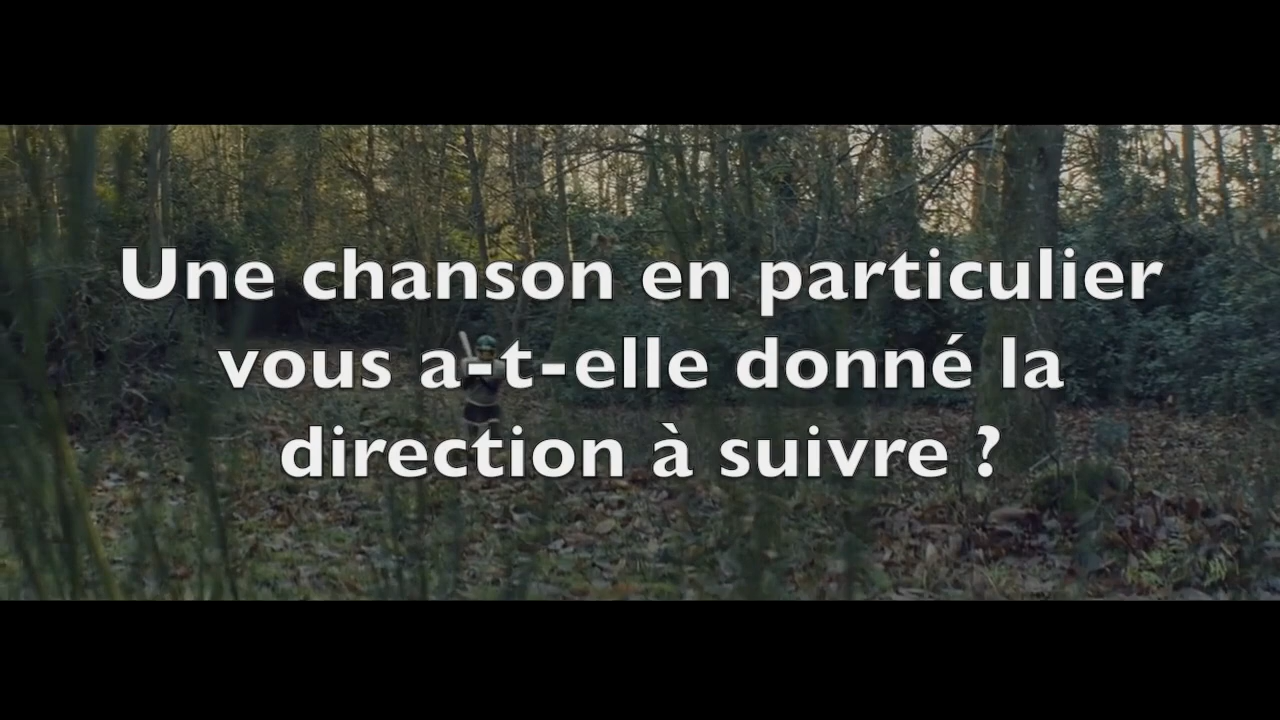 Une chanson en particulier
vous a-t-elle donné la
direction à suivre ?